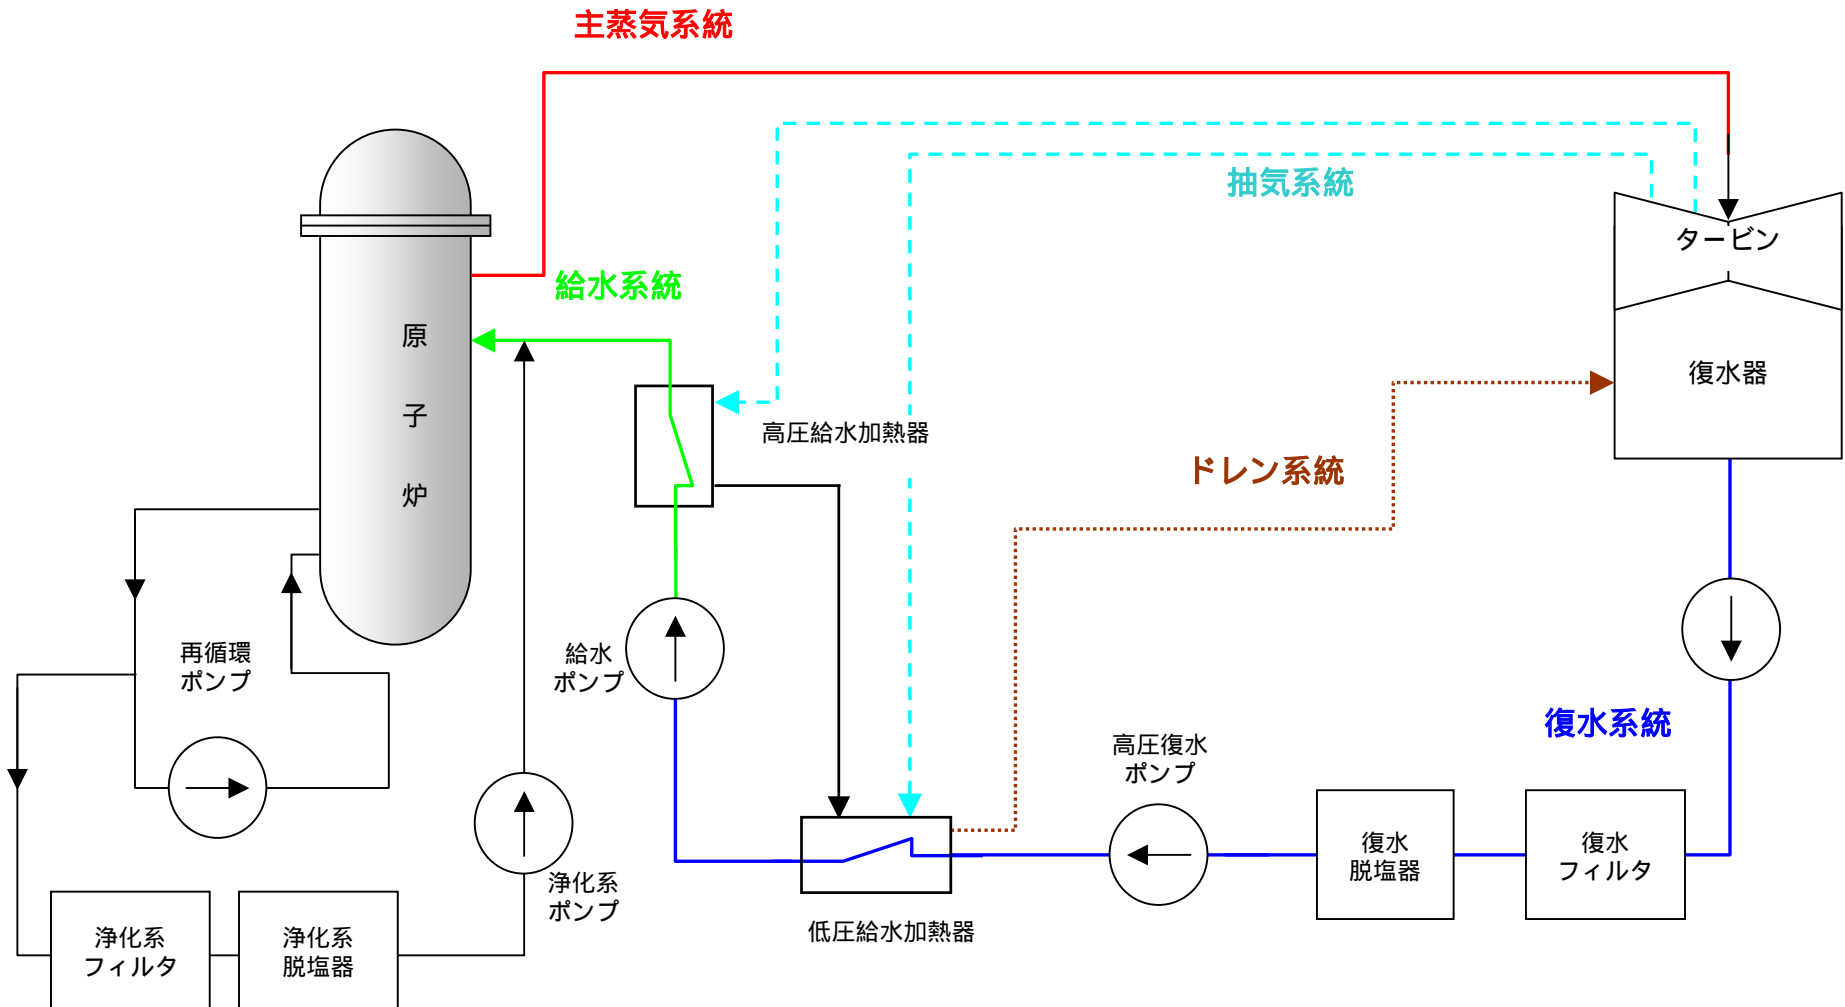 主蒸気系統
抽気系統
タービン
給水系統
原
子
炉
復水器
高圧給水加熱器
ドレン系統
再循環
ポンプ
給水
ポンプ
復水系統
高圧復水
ポンプ
復水
脱塩器
復水
フィルタ
浄化系
ポンプ
低圧給水加熱器
浄化系
フィルタ
浄化系
脱塩器